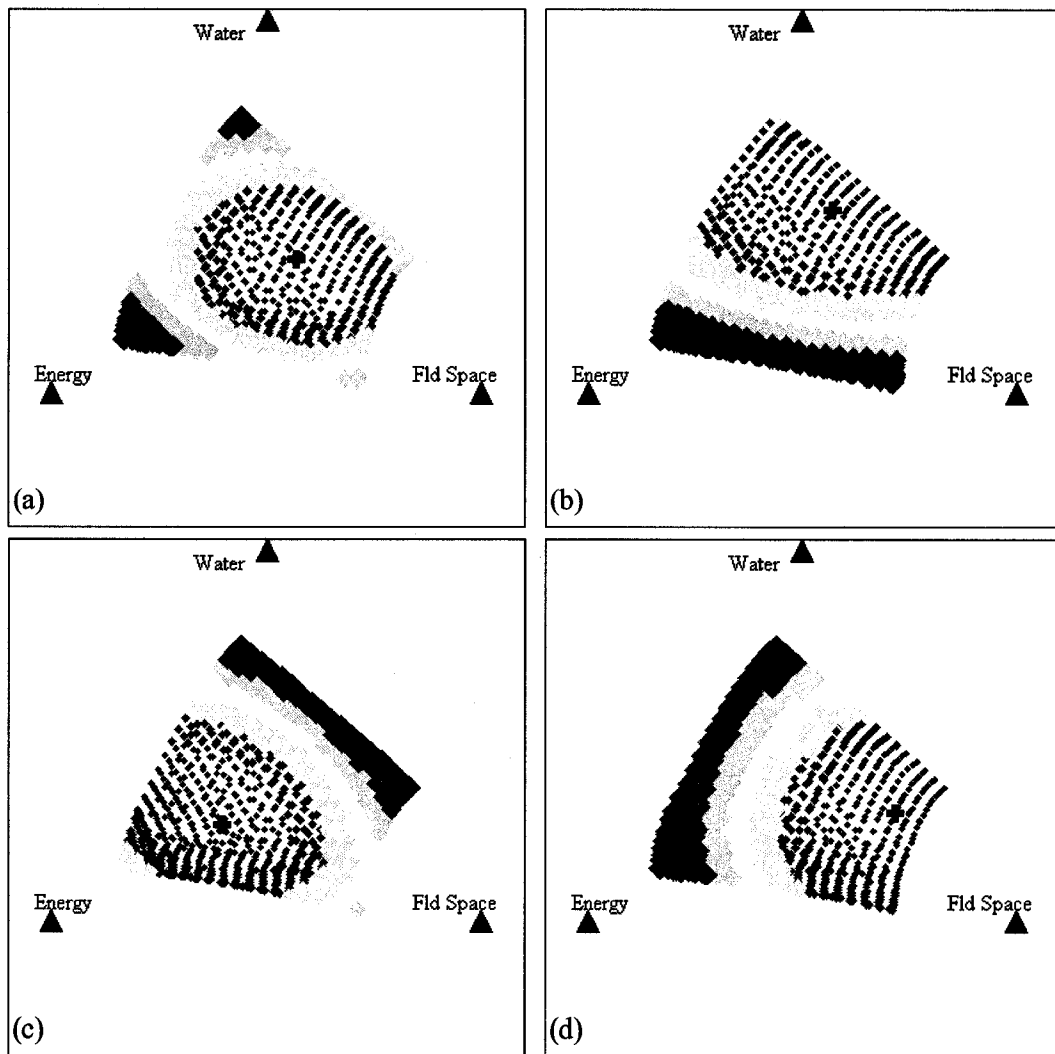 Water
Energy
Fld Space
(a)
Water
Energy
Fld Space
(b)
Water
Energy
Fld Space
(c)
Water
Energy
Fld Space
(d)